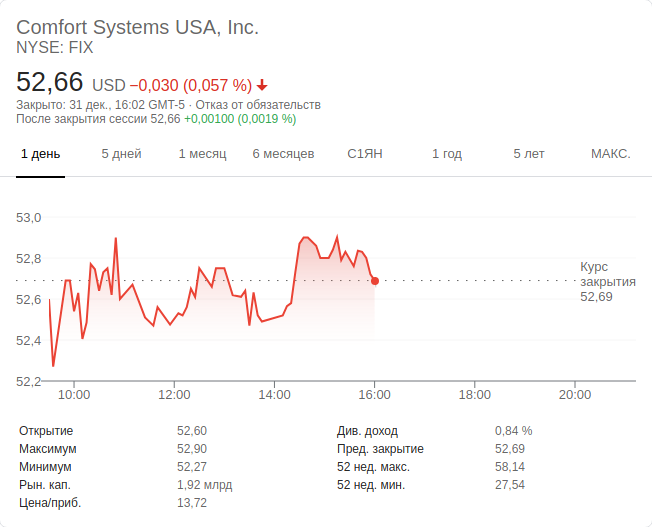 Comfort Systems USA, Inc.
NYSE: FIX
52,66 USD −0,030 (0,057 %)
Закрыто: 31 дек., 16:02 GMT-5 · Отказ от обязательств
После закрытия сессии 52,66 +0,00100 (0,0019 %)
1 день 5 дней 1 месяц 6 месяцев С1ЯН 1 год 5 лет МАКС.
53,0
52,8
52,6
52,4
52,2
Курс
закрытия
52,69
10:00 12:00 14:00 16:00 18:00 20:00
Открытие 52,60 Див. доход 0,84 %
Максимум 52,90 Пред. закрытие 52,69
Минимум 52,27 52 нед. макс. 58,14
Рын. кап. 1,92 млрд 52 нед. мин. 27,54
Цена/приб. 13,72